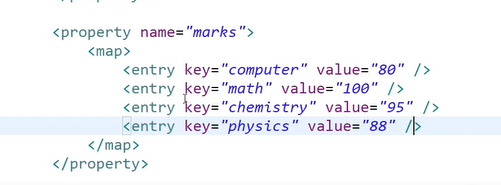 <property name="marks">
<map>
<entry key="computer" value="80" />
<entry key="math" value="100" />
<entry key="chemistry" value="95" />
<entry key="physics" value="88" />
</map>
</property>